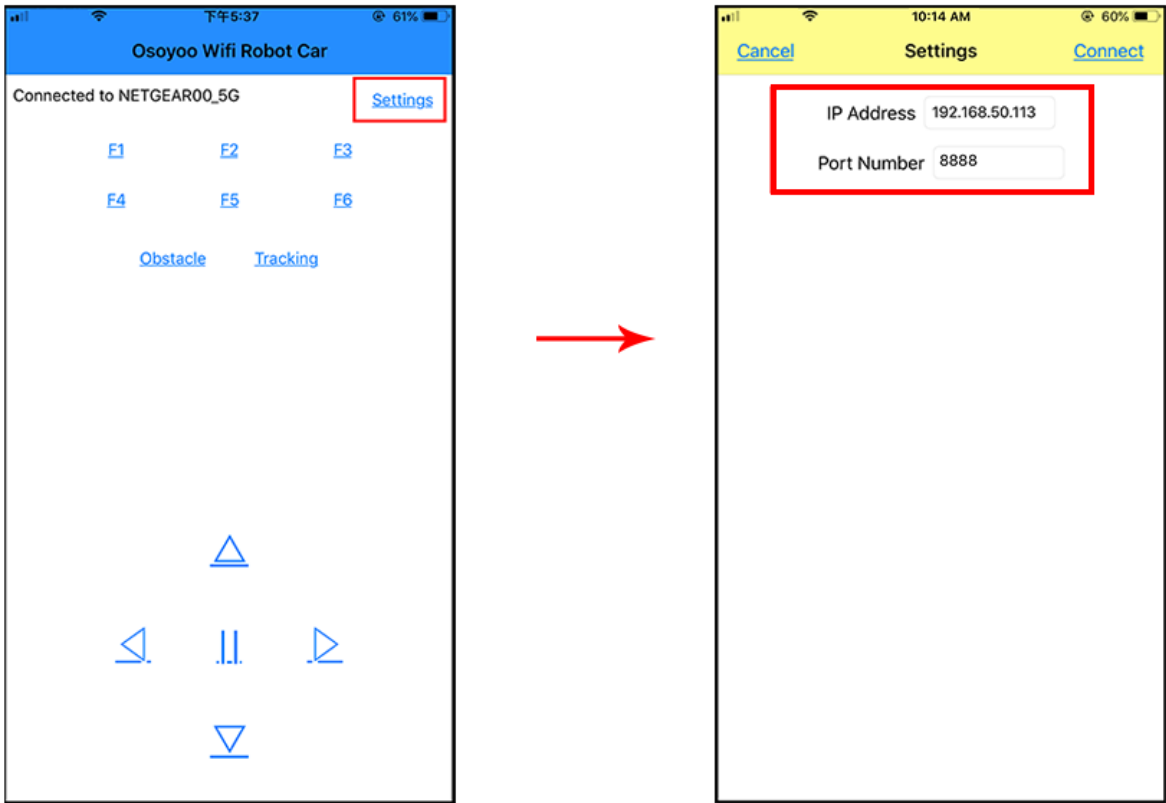 下午5:37
61%
Osoyoo Wifi Robot Car
Connected to NETGEAR00_5G
Settings
F1 F2 F3
F4 F5 F6
Obstacle Tracking
10:14 AM
60%
Cancel Settings Connect
IP Address 192.168.50.113
Port Number 8888